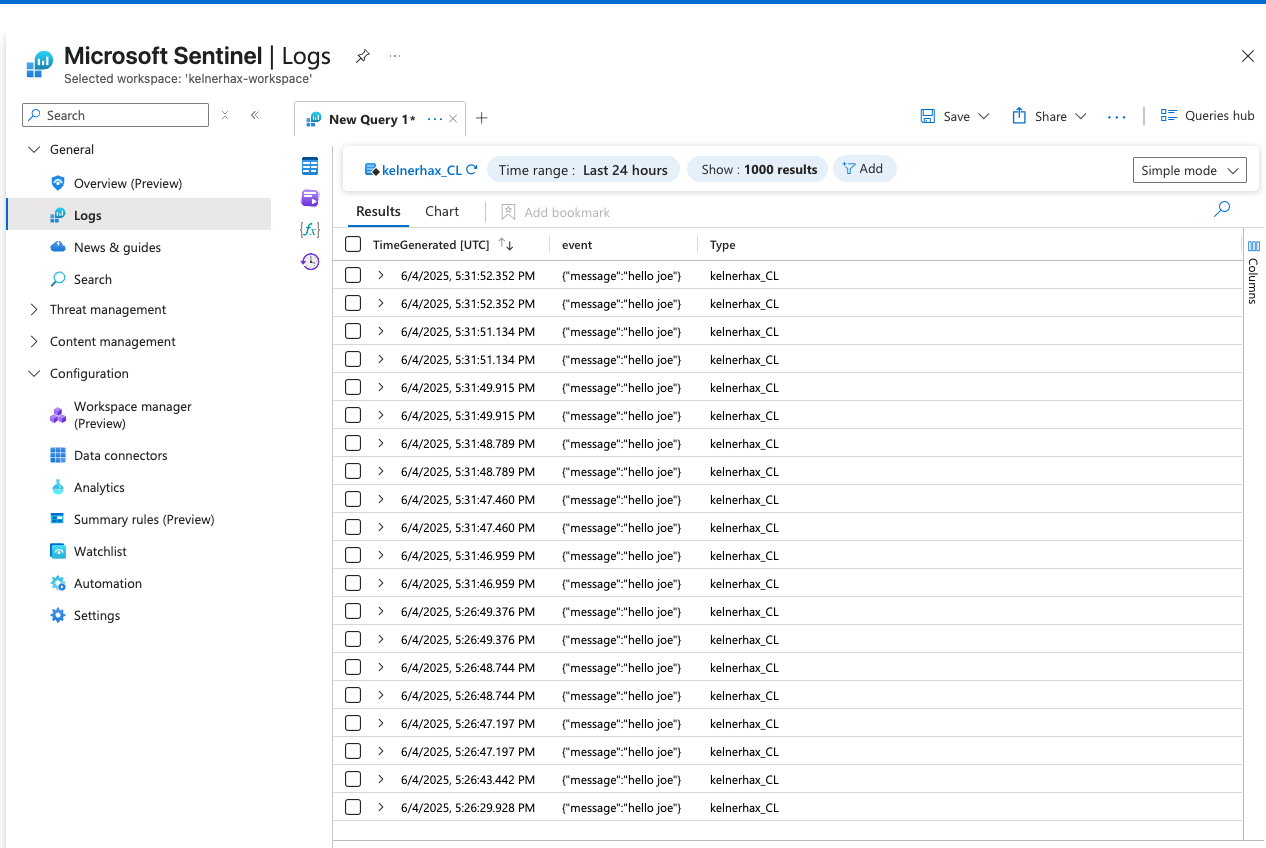 Microsoft Sentinel | Logs
Selected workspace: 'kelnerhax-workspace'
Search
General
Overview (Preview)
Logs
News & guides
Search
Threat management
Content management
Configuration
Workspace manager
(Preview)
Data connectors
Analytics
Summary rules (Preview)
Watchlist
Automation
Settings
New Query 1*
Save
Share
Queries hub
kelnerhax_CL
Time range : Last 24 hours
Show : 1000 results
Add
Simple mode
Results
Chart
Add bookmark
TimeGenerated [UTC] event Type
6/4/2025, 5:31:52.352 PM {"message":"hello joe"} kelnerhax_CL
6/4/2025, 5:31:52.352 PM {"message":"hello joe"} kelnerhax_CL
6/4/2025, 5:31:51.134 PM {"message":"hello joe"} kelnerhax_CL
6/4/2025, 5:31:51.134 PM {"message":"hello joe"} kelnerhax_CL
6/4/2025, 5:31:49.915 PM {"message":"hello joe"} kelnerhax_CL
6/4/2025, 5:31:49.915 PM {"message":"hello joe"} kelnerhax_CL
6/4/2025, 5:31:48.789 PM {"message":"hello joe"} kelnerhax_CL
6/4/2025, 5:31:48.789 PM {"message":"hello joe"} kelnerhax_CL
6/4/2025, 5:31:47.460 PM {"message":"hello joe"} kelnerhax_CL
6/4/2025, 5:31:47.460 PM {"message":"hello joe"} kelnerhax_CL
6/4/2025, 5:31:46.959 PM {"message":"hello joe"} kelnerhax_CL
6/4/2025, 5:31:46.959 PM {"message":"hello joe"} kelnerhax_CL
6/4/2025, 5:26:49.376 PM {"message":"hello joe"} kelnerhax_CL
6/4/2025, 5:26:49.376 PM {"message":"hello joe"} kelnerhax_CL
6/4/2025, 5:26:48.744 PM {"message":"hello joe"} kelnerhax_CL
6/4/2025, 5:26:48.744 PM {"message":"hello joe"} kelnerhax_CL
6/4/2025, 5:26:47.197 PM {"message":"hello joe"} kelnerhax_CL
6/4/2025, 5:26:47.197 PM {"message":"hello joe"} kelnerhax_CL
6/4/2025, 5:26:43.442 PM {"message":"hello joe"} kelnerhax_CL
6/4/2025, 5:26:29.928 PM {"message":"hello joe"} kelnerhax_CL
Columns